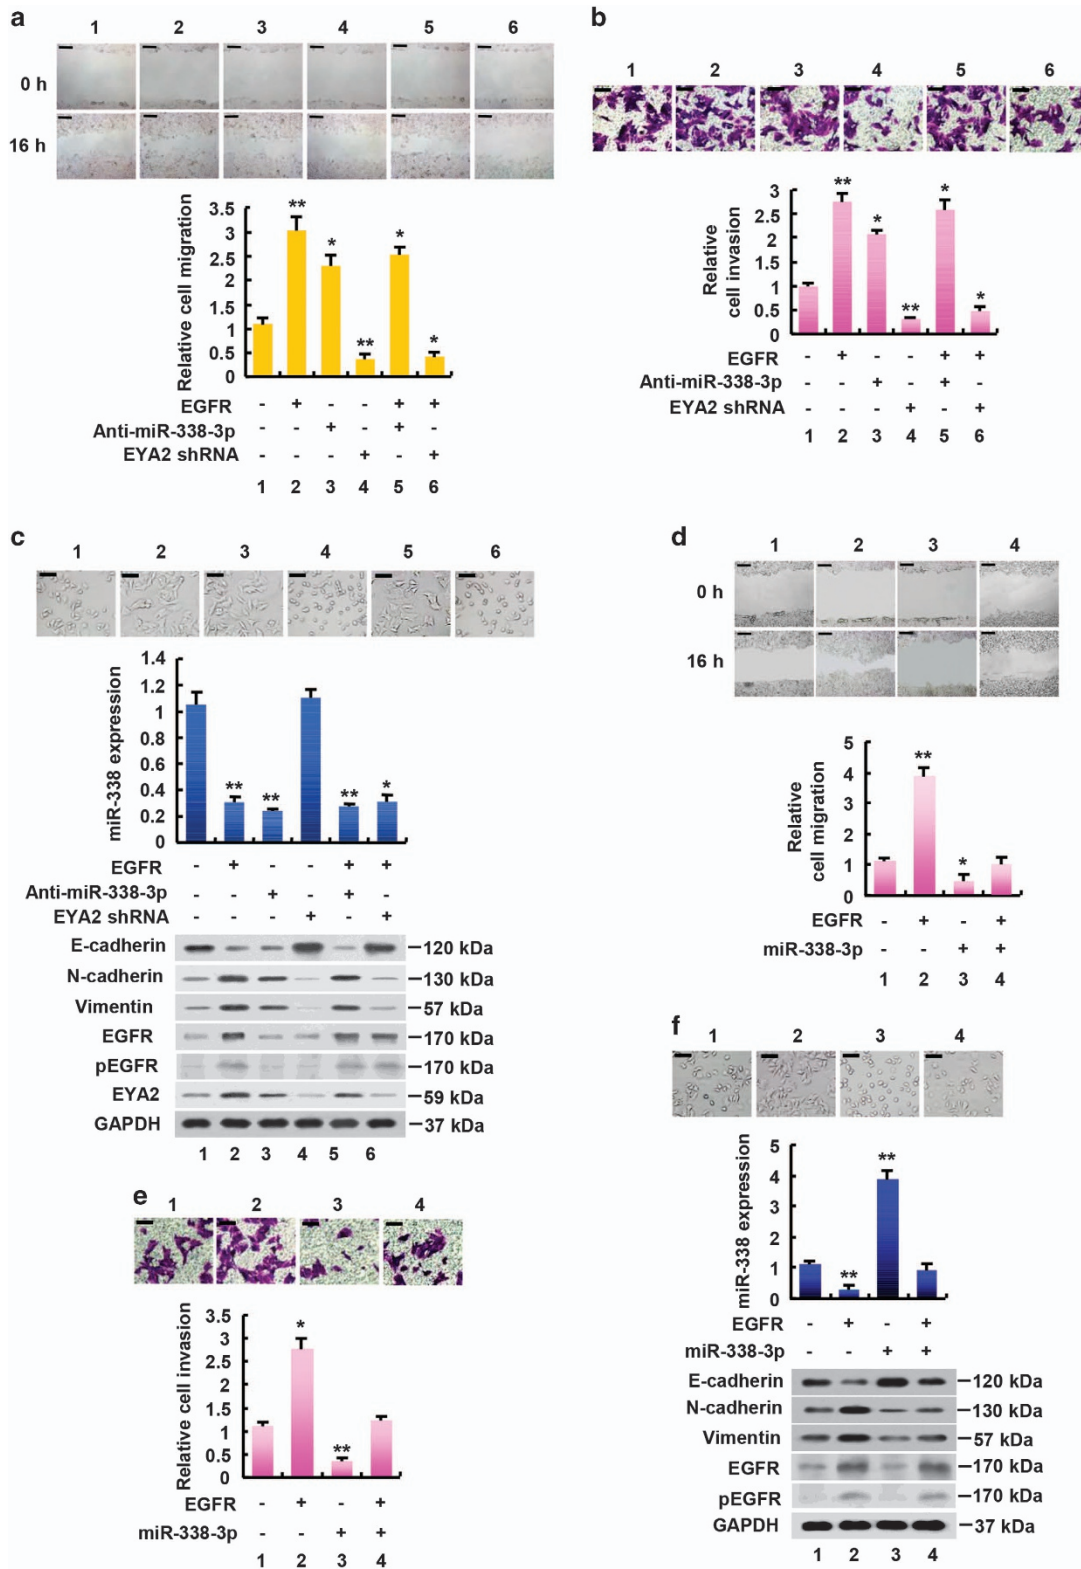 a
1 2 3 4 5 6
0 h
16 h
Relative cell migration
3.5
3
2.5
2
1.5
1
0.5
0
** * ** * *
EGFR - + - - + +
Anti-miR-338-3p - - + - + -
EYA2 shRNA - - - + - +
1 2 3 4 5 6
b
1 2 3 4 5 6
Relative
cell invasion
3
2.5
2
1.5
1
0.5
0
** * ** * *
EGFR - + - - + +
Anti-miR-338-3p - - + - + -
EYA2 shRNA - - - + - +
1 2 3 4 5 6
c
1 2 3 4 5 6
miR-338 expression
1.4
1.2
1
0.8
0.6
0.4
0.2
0
** ** ** *
EGFR - + - - + +
Anti-miR-338-3p - - + - + -
EYA2 shRNA - - - + - +
E-cadherin 120 kDa
N-cadherin 130 kDa
Vimentin 57 kDa
EGFR 170 kDa
pEGFR 170 kDa
EYA2 59 kDa
GAPDH 37 kDa
1 2 3 4 5 6
d
1 2 3 4
0 h
16 h
Relative
cell migration
5
4
3
2
1
0
** *
EGFR - + - +
miR-338-3p - - + +
1 2 3 4
e
1 2 3 4
Relative cell invasion
3.5
3
2.5
2
1.5
1
0.5
0
* **
EGFR - + - +
miR-338-3p - - + +
1 2 3 4
f
1 2 3 4
miR-338 expression
5
4
3
2
1
0
** **
EGFR - + - +
miR-338-3p - - + +
E-cadherin 120 kDa
N-cadherin 130 kDa
Vimentin 57 kDa
EGFR 170 kDa
pEGFR 170 kDa
GAPDH 37 kDa
1 2 3 4